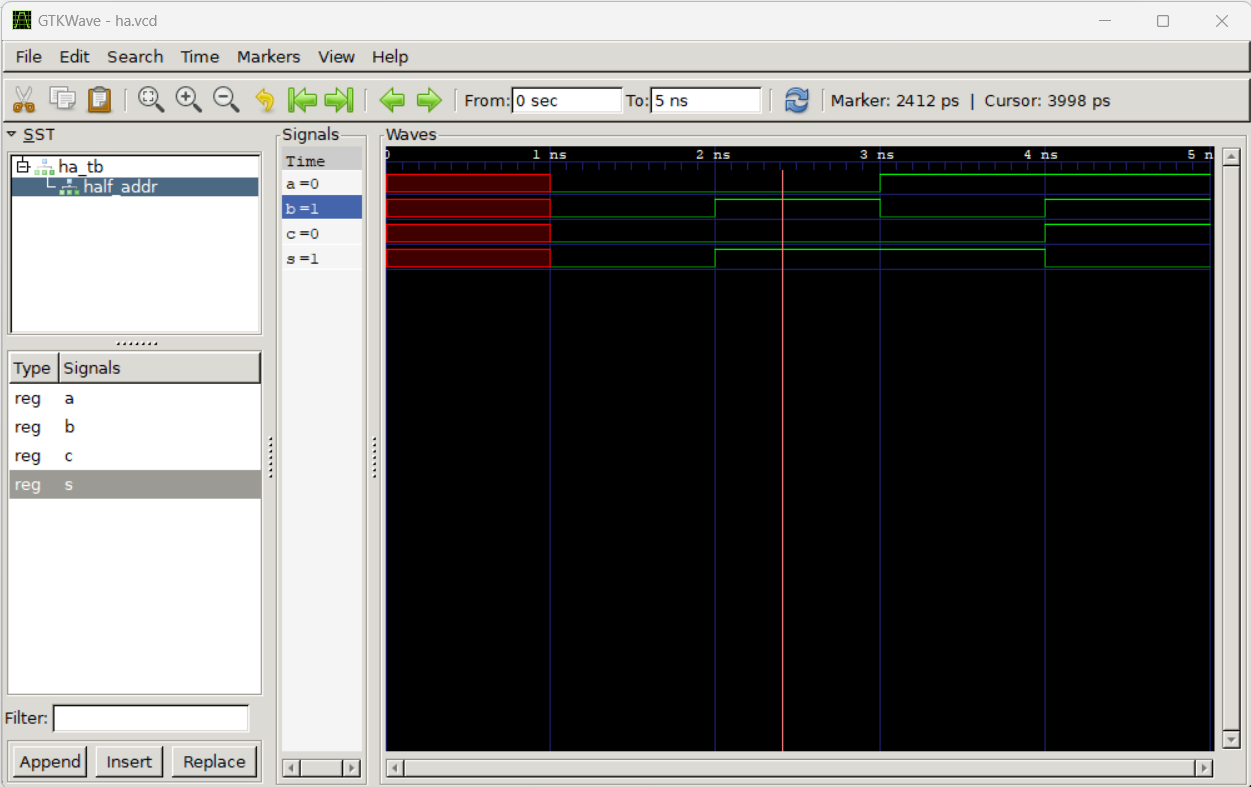 GTKWave - ha.vcd
File Edit Search Time Markers View Help
From: 0 sec To: 5 ns Marker: 2412 ps | Cursor: 3998 ps
SST
ha_tb
half_addr
Type Signals
reg a
reg b
reg c
reg s
Filter:
Append Insert Replace
Signals
Time
a=0
b=1
c=0
s=1
Waves
0 1 ns 2 ns 3 ns 4 ns 5 n